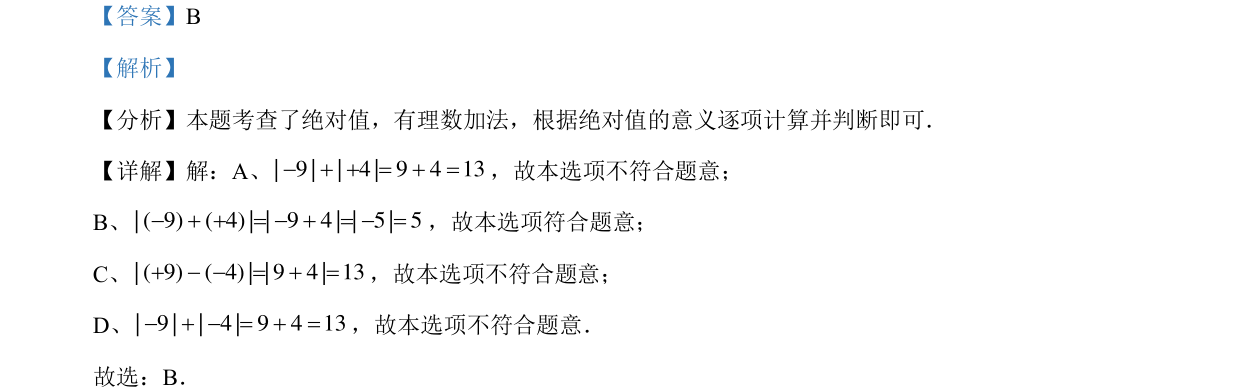 【答案】B
【解析】
【分析】本题考查了绝对值，有理数加法，根据绝对值的意义逐项计算并判断即可．
【详解】解：A、|−9|+|+4|=9+4=13，故本选项不符合题意；
B、|(−9)+(+4)|=|−9+4|=|−5|=5，故本选项符合题意；
C、|(+9)−(−4)|=|9+4|=13，故本选项不符合题意；
D、|−9|+|−4|=9+4=13，故本选项不符合题意．
故选：B．